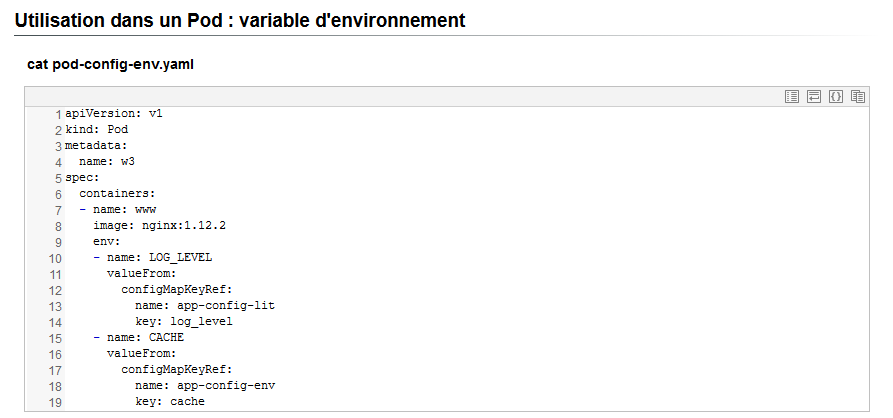 Utilisation dans un Pod : variable d'environnement
cat pod-config-env.yaml
1 apiVersion: v1
2 kind: Pod
3 metadata:
4   name: w3
5 spec:
6   containers:
7   - name: www
8     image: nginx:1.12.2
9     env:
10     - name: LOG_LEVEL
11       valueFrom:
12         configMapKeyRef:
13           name: app-config-lit
14           key: log_level
15     - name: CACHE
16       valueFrom:
17         configMapKeyRef:
18           name: app-config-env
19           key: cache